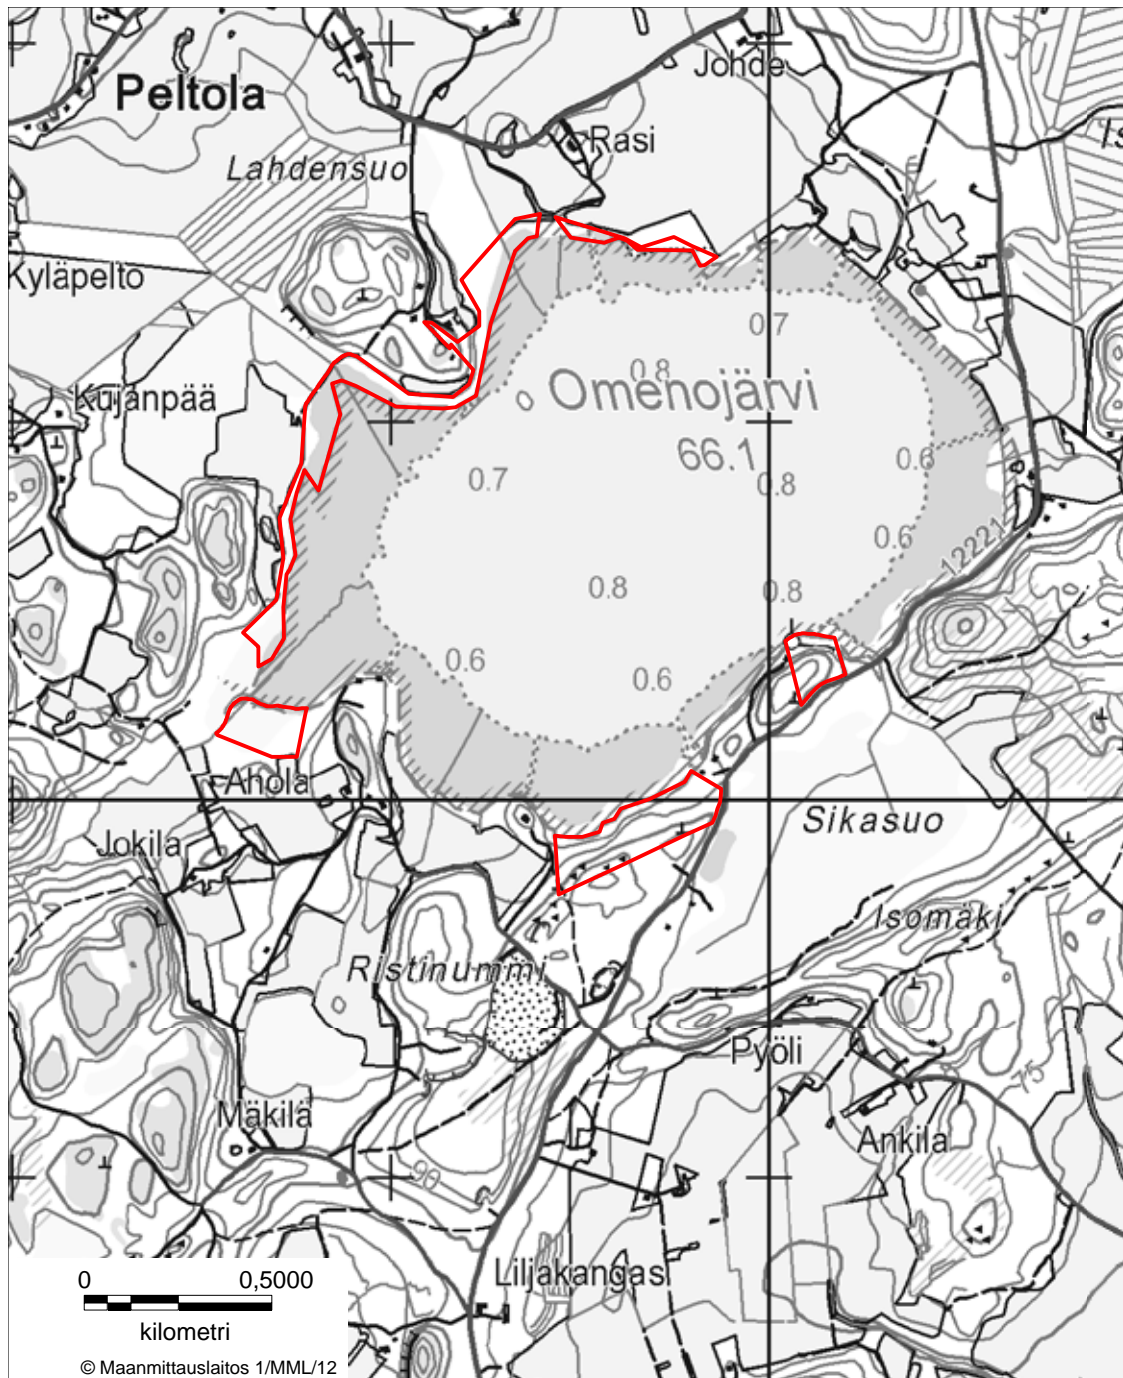 Johde
Peltola
Rasi
Is
Lahdensuo
Kyläpelto
0.7
0.8
Kujanpää
Omenojärvi
66.1
0.6
0.7
0.8
0.6
12221
0.8
0.8
0.6
0.6
Ahola
Sikasuo
Jokila
Isomäki
Ristinummi
Pyöli
75
Mäkilä
Ankila
90
Liljakangas
0 0,5000
kilometri
© Maanmittauslaitos 1/MML/12